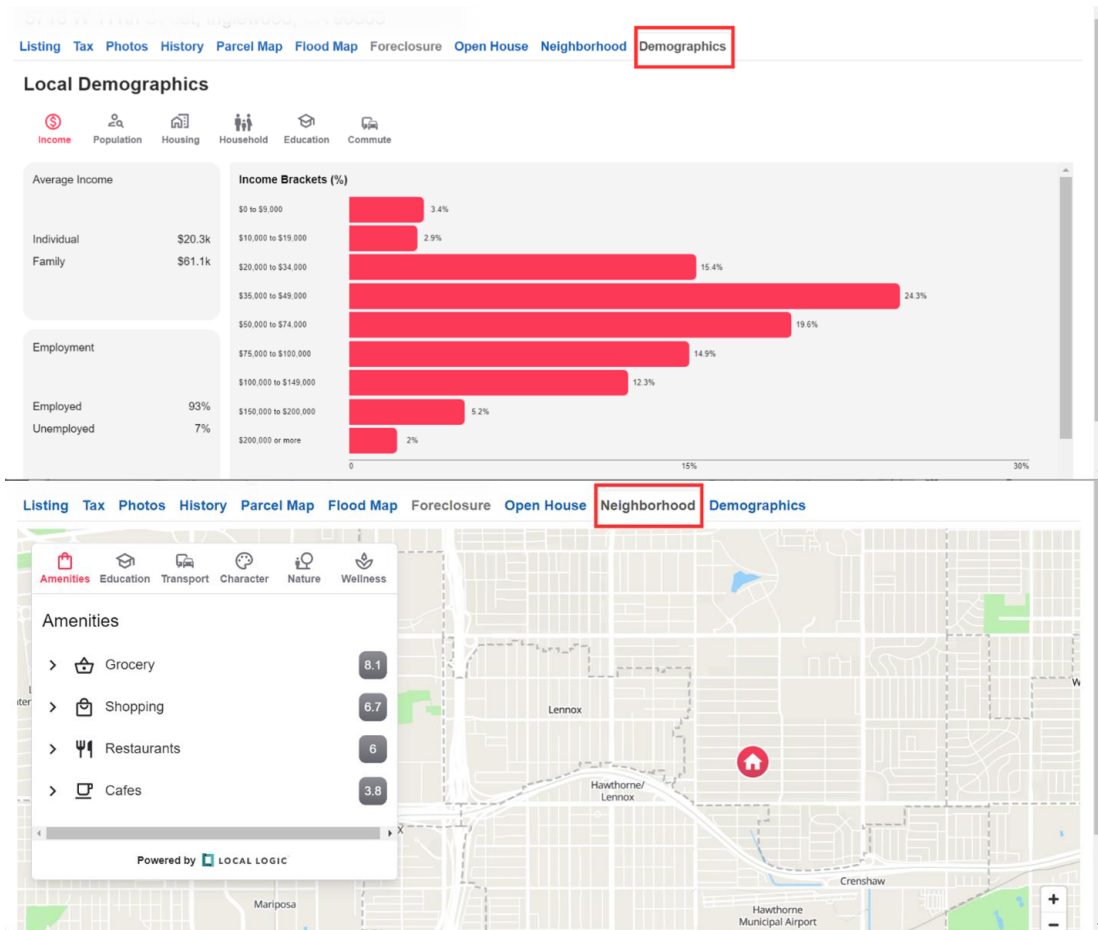 Listing Tax Photos History Parcel Map Flood Map Foreclosure Open House Neighborhood Demographics
Local Demographics
Income Population Housing Household Education Commute
Average Income
Individual $20.3k
Family $61.1k
Employment
Employed 93%
Unemployed 7%
Income Brackets (%)
$0 to $9,000 3.4%
$10,000 to $19,000 2.9%
$20,000 to $34,000 15.4%
$35,000 to $49,000 24.3%
$50,000 to $74,000 19.6%
$75,000 to $100,000 14.9%
$100,000 to $149,000 12.3%
$150,000 to $200,000 5.2%
$200,000 or more 2%
0 15% 30%
Listing Tax Photos History Parcel Map Flood Map Foreclosure Open House Neighborhood Demographics
Amenities Education Transport Character Nature Wellness
Amenities
Grocery 8.1
Shopping 6.7
Restaurants 6
Cafes 3.8
Powered by LOCAL LOGIC
Lennox
Hawthorne/
Lennox
Crenshaw
Mariposa
Hawthorne
Municipal Airport
+
−